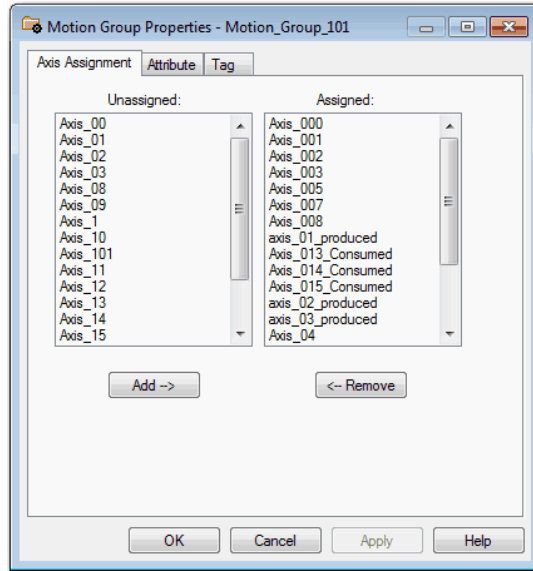 Motion Group Properties - Motion_Group_101
Axis Assignment Attribute Tag
Unassigned:
Axis_00
Axis_01
Axis_02
Axis_03
Axis_08
Axis_09
Axis_1
Axis_10
Axis_101
Axis_11
Axis_12
Axis_13
Axis_14
Axis_15
Assigned:
Axis_000
Axis_001
Axis_002
Axis_003
Axis_005
Axis_007
Axis_008
axis_01_produced
Axis_013_Consumed
Axis_014_Consumed
Axis_015_Consumed
axis_02_produced
axis_03_produced
Axis_04
Add -->
<-- Remove
OK Cancel Apply Help